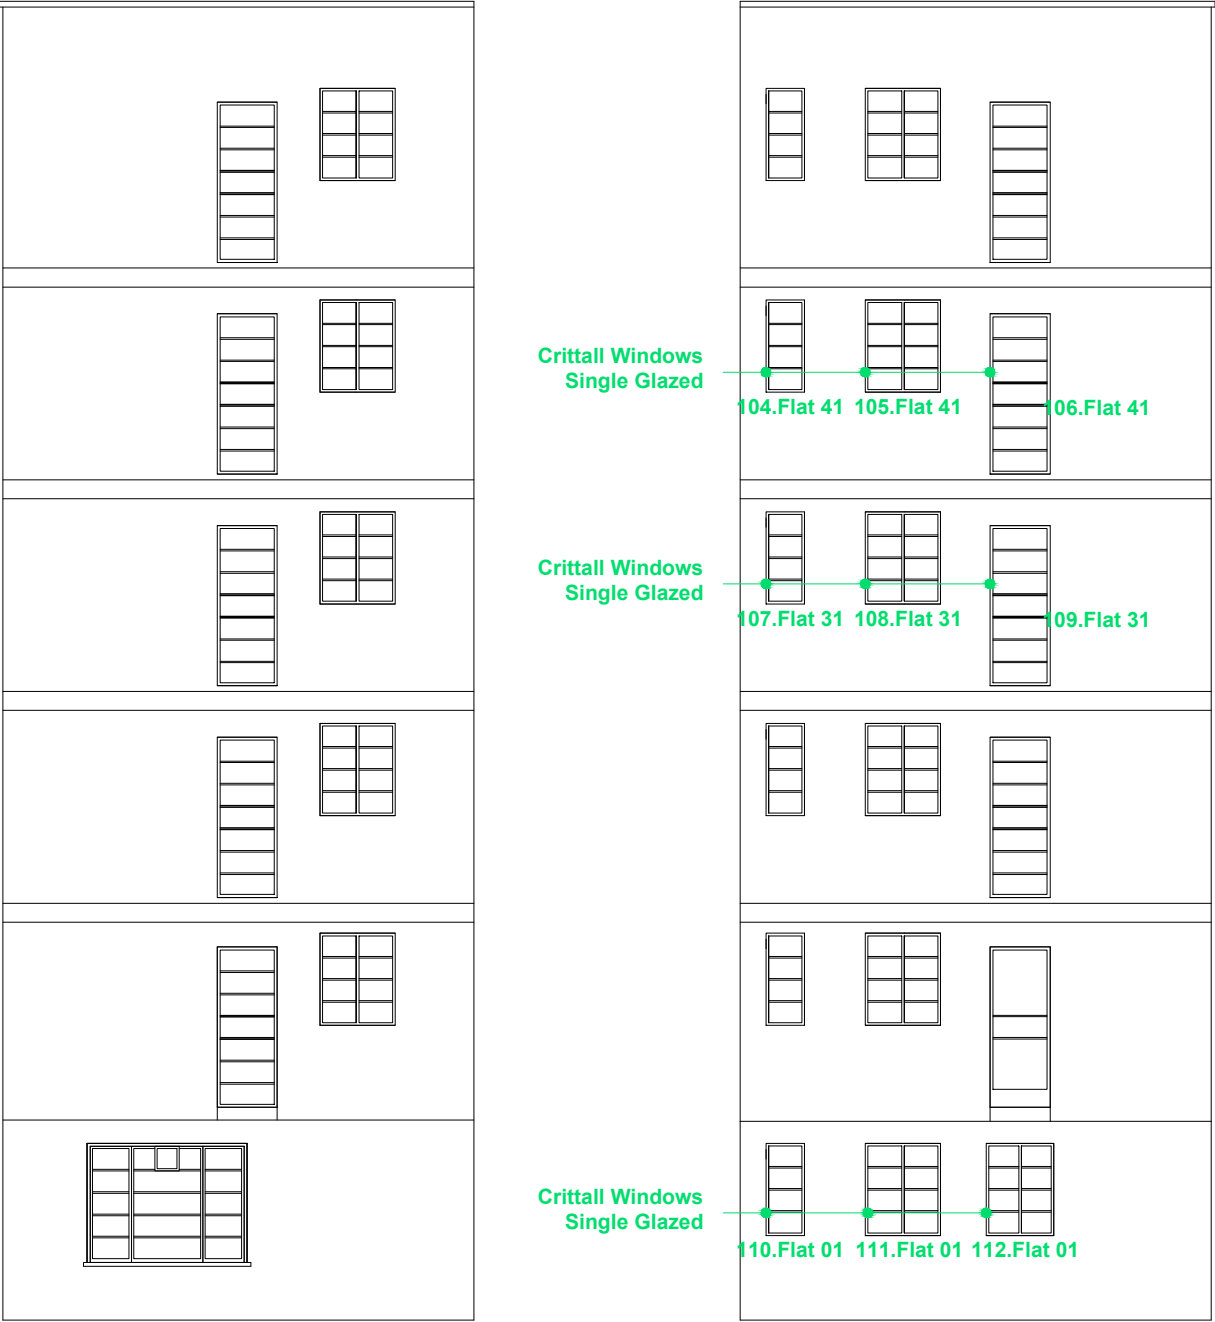 Crittall Windows
Single Glazed
104.Flat 41 105.Flat 41 106.Flat 41
Crittall Windows
Single Glazed
107.Flat 31 108.Flat 31 109.Flat 31
Crittall Windows
Single Glazed
110.Flat 01 111.Flat 01 112.Flat 01